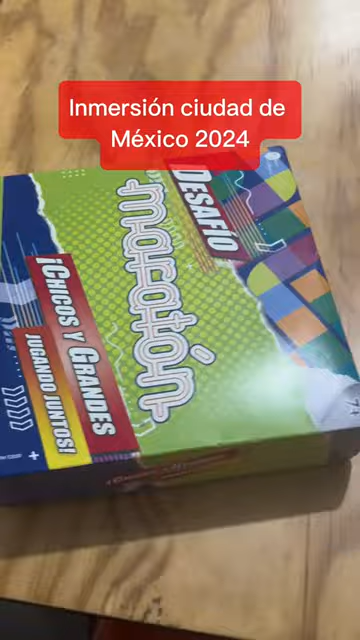 Inmersión ciudad de
México 2024
DESAFÍO
maratón
¡CHICOS Y GRANDES
JUGANDO JUNTOS!